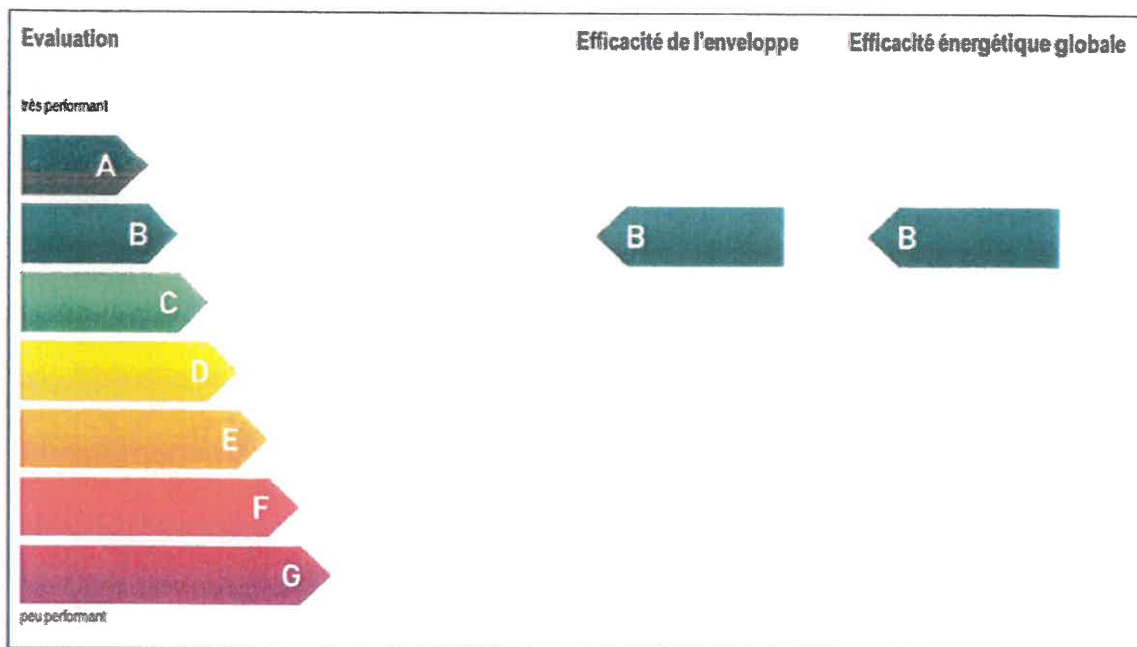 Evaluation Efficacité de l'enveloppe Efficacité énergétique globale
très performant
A
B B B
C
D
E
F
G
peu performant